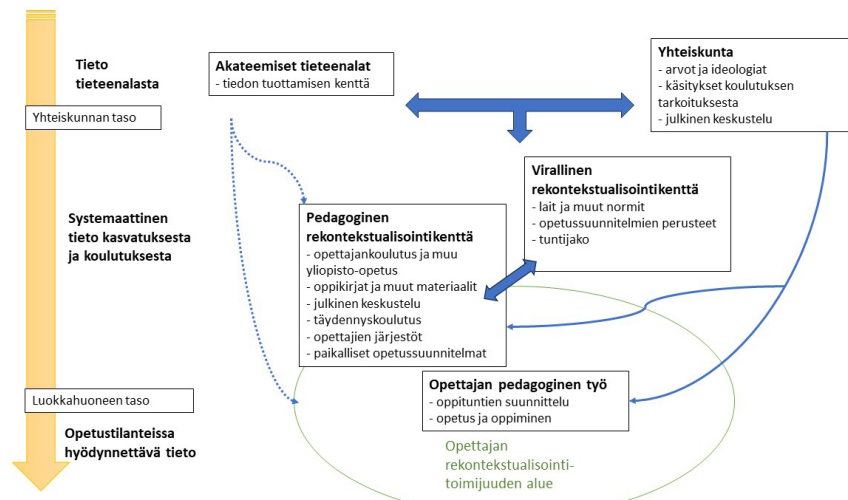 Tieto
tieteenalasta
Yhteiskunnan taso
Systemaattinen
tieto kasvatuksesta
ja koulutuksesta
Luokkahuoneen taso
Opetustilanteissa
hyödynnettävä tieto
Akateemiset tieteenalat
- tiedon tuottamisen kenttä
Yhteiskunta
- arvot ja ideologiat
- käsitykset koulutuksen
tarkoituksesta
- julkinen keskustelu
Virallinen
rekontekstualisointikenttä
- lait ja muut normit
- opetussuunnitelmien perusteet
- tuntijako
Pedagoginen
rekontekstualisointikenttä
- opettajankoulutus ja muu
yliopisto-opetus
- oppikirjat ja muut materiaalit
- julkinen keskustelu
- täydennyskoulutus
- opettajien järjestöt
- paikalliset opetussuunnitelmat
Opettajan pedagoginen työ
- oppituntien suunnittelu
- opetus ja oppiminen
Opettajan
rekontekstualisointi-
toimijuuden alue